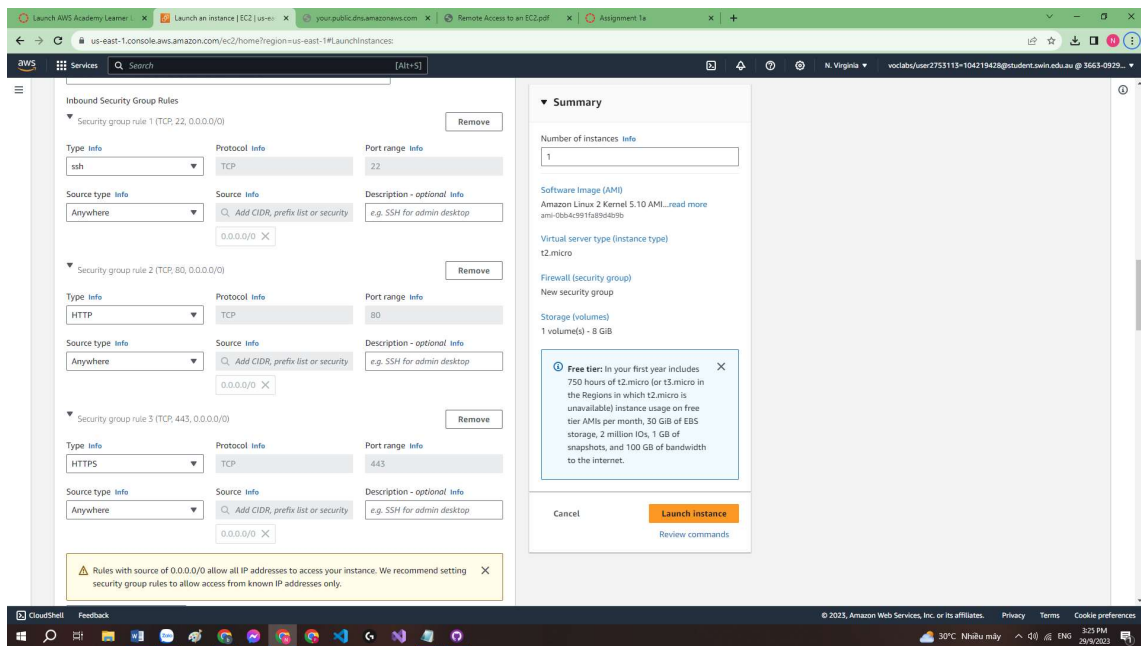 Launch AWS Academy Learner L
Launch an instance | EC2 | us-ea
your.public.dns.amazonaws.com
Remote Access to an EC2.pdf
Assignment 1a
us-east-1.console.aws.amazon.com/ec2/home?region=us-east-1#LaunchInstances:
N
aws
Services
Search
[Alt+S]
N. Virginia
voclabs/user2753113=104219428@student.swin.edu.au @ 3663-0929...
Inbound Security Group Rules
Security group rule 1 (TCP, 22, 0.0.0.0/0)
Remove
Type Info
Protocol Info
Port range Info
ssh
TCP
22
Source type Info
Source Info
Description - optional Info
Anywhere
Add CIDR, prefix list or security
e.g. SSH for admin desktop
0.0.0.0/0
Security group rule 2 (TCP, 80, 0.0.0.0/0)
Remove
Type Info
Protocol Info
Port range Info
HTTP
TCP
80
Source type Info
Source Info
Description - optional Info
Anywhere
Add CIDR, prefix list or security
e.g. SSH for admin desktop
0.0.0.0/0
Security group rule 3 (TCP, 443, 0.0.0.0/0)
Remove
Type Info
Protocol Info
Port range Info
HTTPS
TCP
443
Source type Info
Source Info
Description - optional Info
Anywhere
Add CIDR, prefix list or security
e.g. SSH for admin desktop
0.0.0.0/0
Rules with source of 0.0.0.0/0 allow all IP addresses to access your instance. We recommend setting
security group rules to allow access from known IP addresses only.
Summary
Number of instances Info
1
Software Image (AMI)
Amazon Linux 2 Kernel 5.10 AMI...read more
ami-0bb4c991fa89d4b9b
Virtual server type (instance type)
t2.micro
Firewall (security group)
New security group
Storage (volumes)
1 volume(s) - 8 GiB
Free tier: In your first year includes
750 hours of t2.micro (or t3.micro in
the Regions in which t2.micro is
unavailable) instance usage on free
tier AMIs per month, 30 GiB of EBS
storage, 2 million IOs, 1 GB of
snapshots, and 100 GB of bandwidth
to the internet.
Cancel
Launch instance
Review commands
CloudShell
Feedback
© 2023, Amazon Web Services, Inc. or its affiliates.
Privacy
Terms
Cookie preferences
30°C Nhiều mây
ENG
3:25 PM
29/9/2023